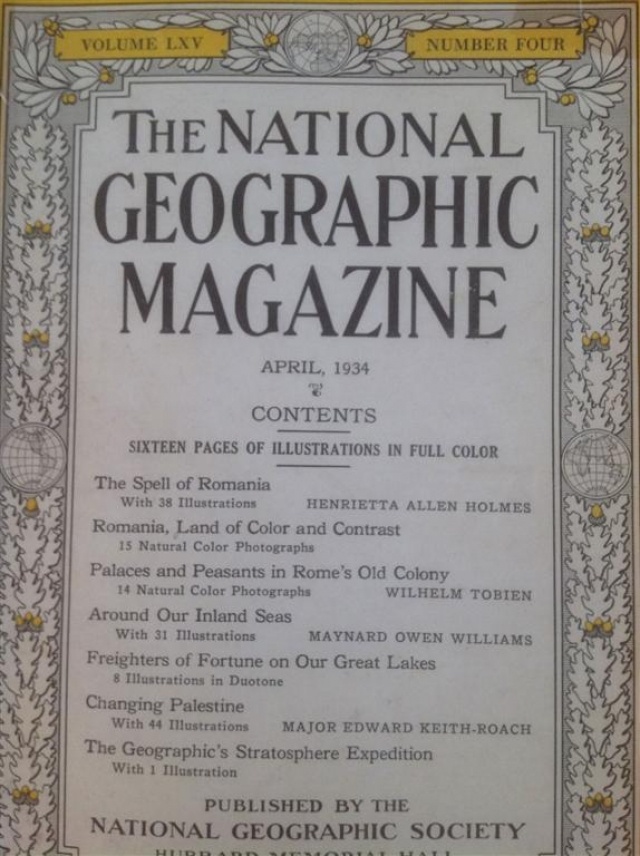 VOLUME LXV NUMBER FOUR
THE NATIONAL
GEOGRAPHIC
MAGAZINE
APRIL, 1934
CONTENTS
SIXTEEN PAGES OF ILLUSTRATIONS IN FULL COLOR
The Spell of Romania
With 38 Illustrations HENRIETTA ALLEN HOLMES
Romania, Land of Color and Contrast
15 Natural Color Photographs
Palaces and Peasants in Rome's Old Colony
14 Natural Color Photographs WILHELM TOBIEN
Around Our Inland Seas
With 31 Illustrations MAYNARD OWEN WILLIAMS
Freighters of Fortune on Our Great Lakes
8 Illustrations in Duotone
Changing Palestine
With 44 Illustrations MAJOR EDWARD KEITH-ROACH
The Geographic's Stratosphere Expedition
With 1 Illustration
PUBLISHED BY THE
NATIONAL GEOGRAPHIC SOCIETY
HUBBARD MEMORIAL HALL